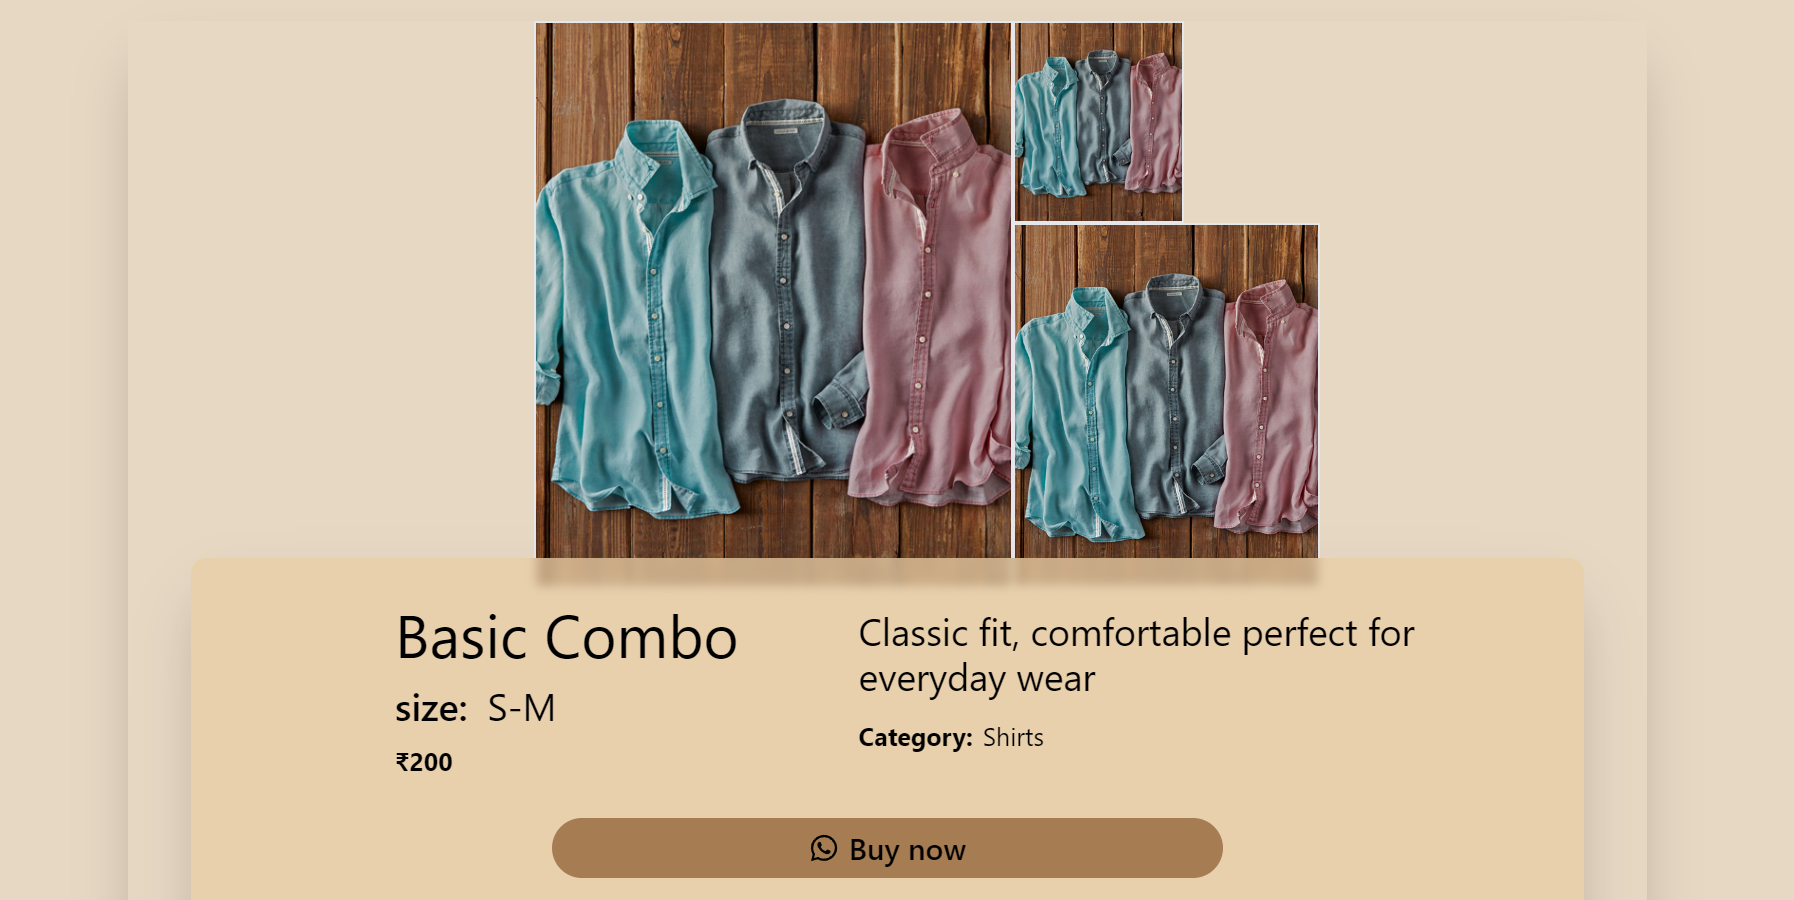 Basic Combo
size: S-M
₹200
Classic fit, comfortable perfect for
everyday wear
Category: Shirts
Buy now